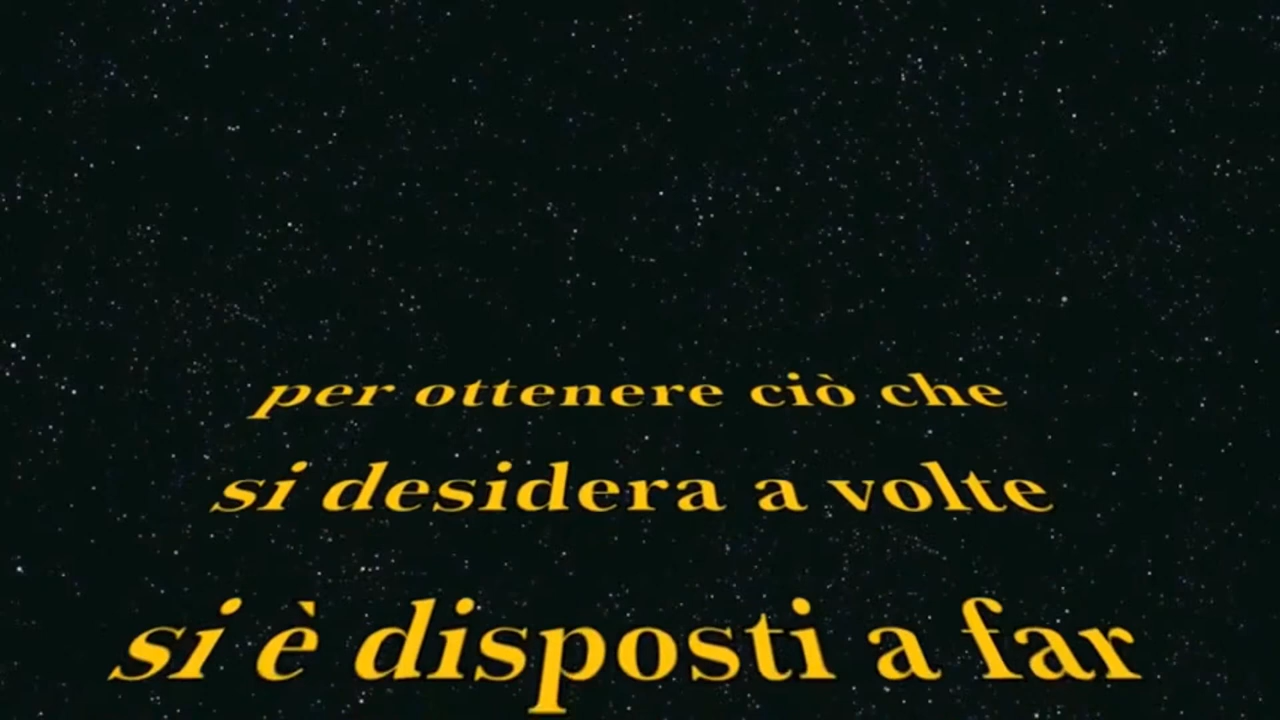 per ottenere ciò che
si desidera a volte
si è disposti a far